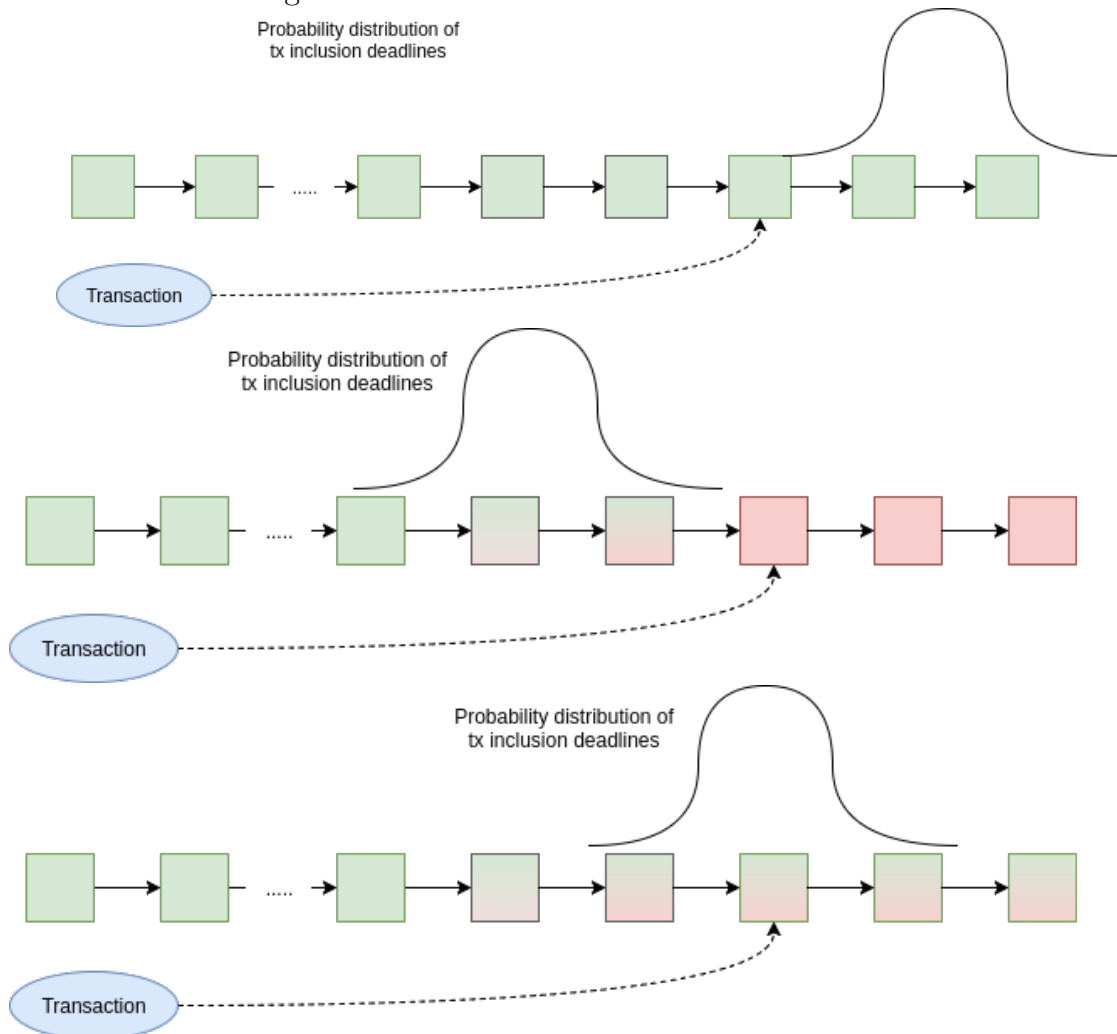 Probability distribution of
tx inclusion deadlines
.....
Transaction
Probability distribution of
tx inclusion deadlines
.....
Transaction
Probability distribution of
tx inclusion deadlines
.....
Transaction